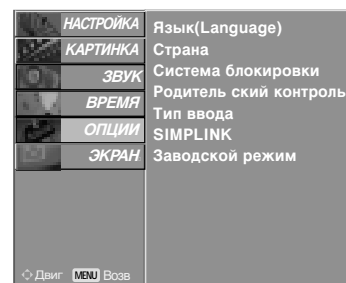 НАСТРОЙКА
КАРТИНКА
ЗВУК
ВРЕМЯ
ОПЦИИ
ЭКРАН
Язык(Language)
Страна
Система блокировки
Родитель ский контроль
Тип ввода
SIMPLINK
Заводской режим
Двиг MENU Возв